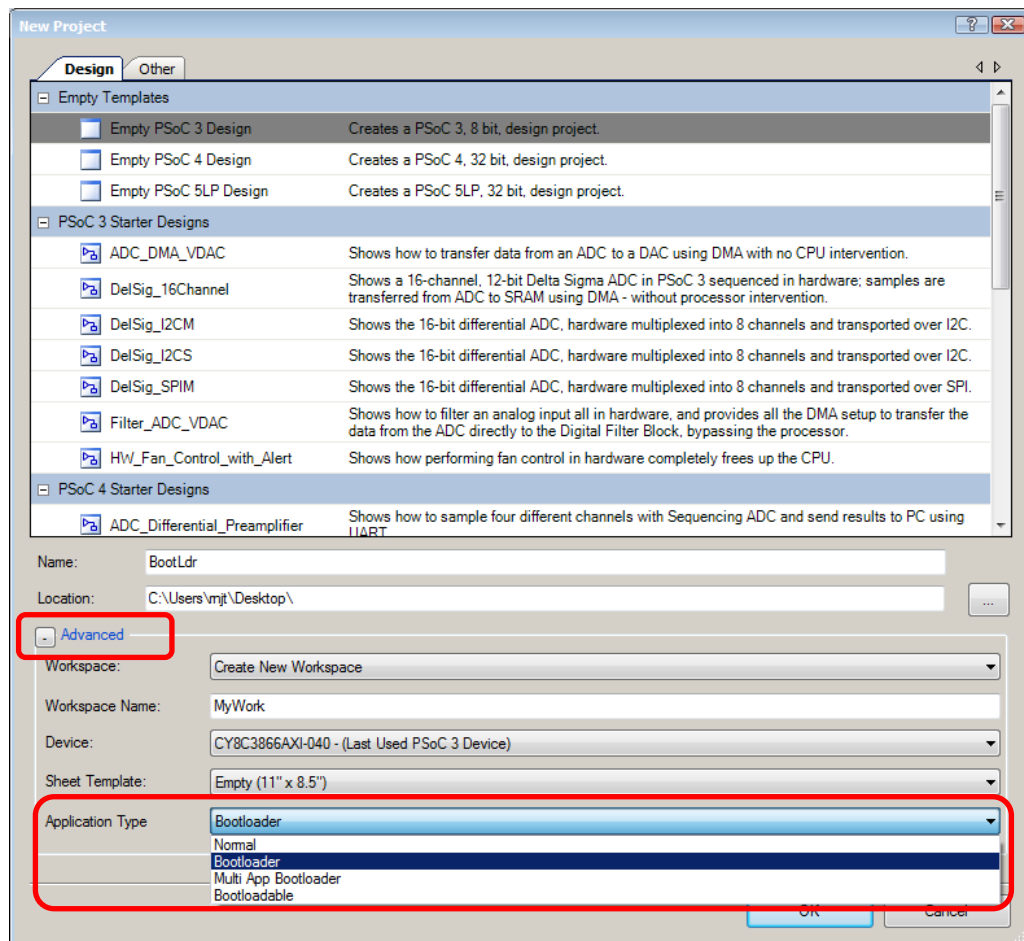 New Project
Design Other
Empty Templates
Empty PSoC 3 Design Creates a PSoC 3, 8 bit, design project.
Empty PSoC 4 Design Creates a PSoC 4, 32 bit, design project.
Empty PSoC 5LP Design Creates a PSoC 5LP, 32 bit, design project.
PSoC 3 Starter Designs
ADC_DMA_VDAC Shows how to transfer data from an ADC to a DAC using DMA with no CPU intervention.
DelSig_16Channel Shows a 16-channel, 12-bit Delta Sigma ADC in PSoC 3 sequenced in hardware; samples are
transferred from ADC to SRAM using DMA - without processor intervention.
DelSig_I2CM Shows the 16-bit differential ADC, hardware multiplexed into 8 channels and transported over I2C.
DelSig_I2CS Shows the 16-bit differential ADC, hardware multiplexed into 8 channels and transported over I2C.
DelSig_SPIM Shows the 16-bit differential ADC, hardware multiplexed into 8 channels and transported over SPI.
Filter_ADC_VDAC Shows how to filter an analog input all in hardware, and provides all the DMA setup to transfer the
data from the ADC directly to the Digital Filter Block, bypassing the processor.
HW_Fan_Control_with_Alert Shows how performing fan control in hardware completely frees up the CPU.
PSoC 4 Starter Designs
ADC_Differential_Preamplifier Shows how to sample four different channels with Sequencing ADC and send results to PC using
UART
Name: BootLdr
Location: C:\Users\mjt\Desktop\ ...
- Advanced
Workspace: Create New Workspace
Workspace Name: MyWork
Device: CY8C3866AXI-040 - (Last Used PSoC 3 Device)
Sheet Template: Empty (11" x 8.5")
Application Type Bootloader
Normal
Bootloader
Multi App Bootloader
Bootloadable
OK Cancel